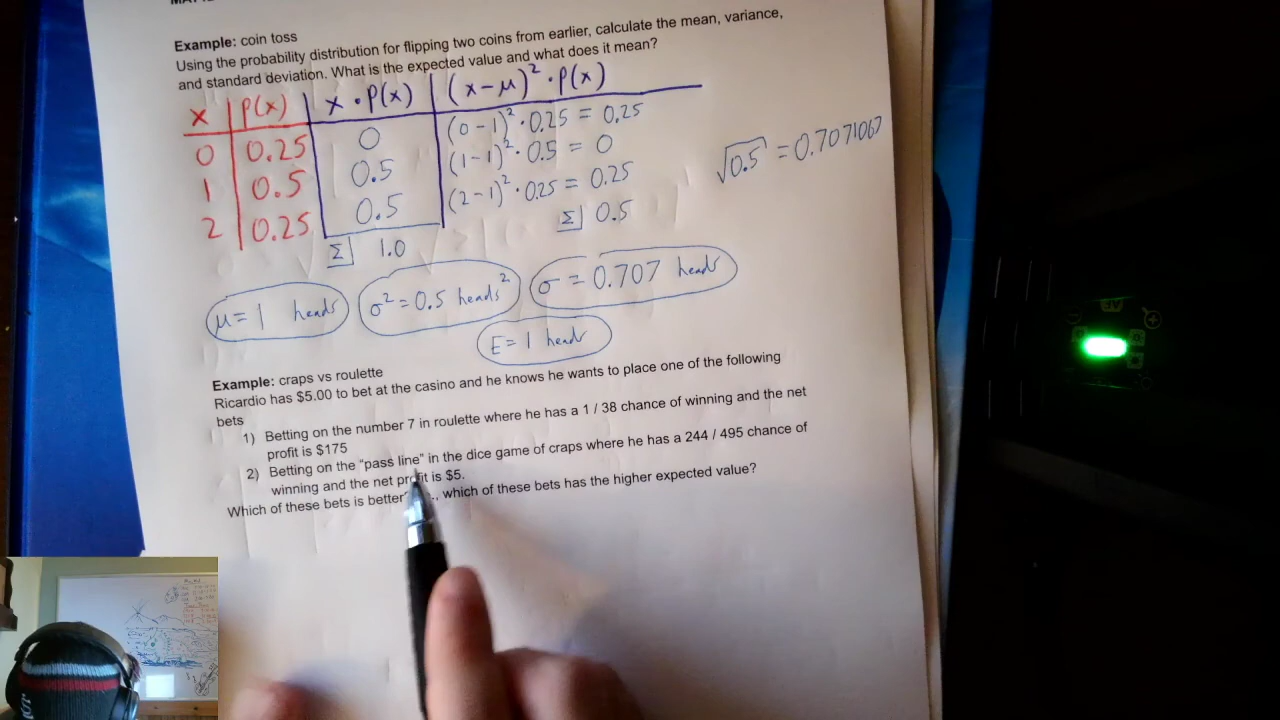 Example: coin toss
Using the probability distribution for flipping two coins from earlier, calculate the mean, variance,
and standard deviation. What is the expected value and what does it mean?
x P(x) x • P(x) (x-μ)² • P(x)
0 0.25 0 (0-1)² • 0.25 = 0.25
1 0.5 0.5 (1-1)² • 0.5 = 0
2 0.25 0.5 (2-1)² • 0.25 = 0.25
Σ 1.0 Σ 0.5
√0.5 = 0.7071067
μ = 1 heads σ² = 0.5 heads² σ = 0.707 heads
E = 1 heads
Example: craps vs roulette
Ricardio has $5.00 to bet at the casino and he knows he wants to place one of the following
bets
1) Betting on the number 7 in roulette where he has a 1 / 38 chance of winning and the net
profit is $175
2) Betting on the "pass line" in the dice game of craps where he has a 244 / 495 chance of
winning and the net profit is $5.
Which of these bets is better which of these bets has the higher expected value?